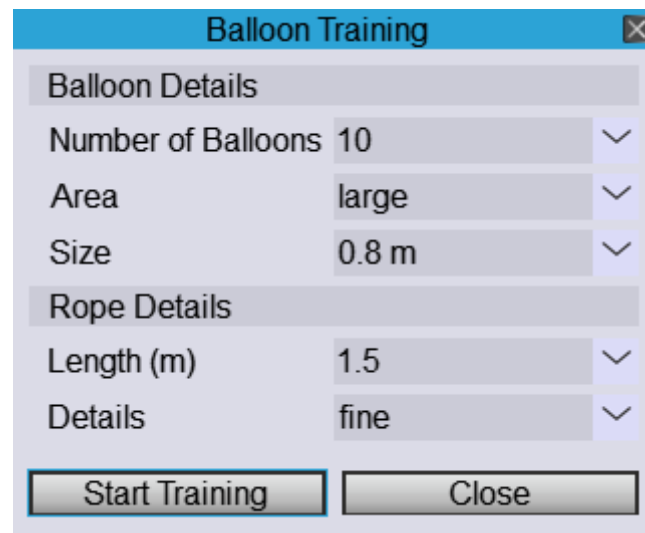 Balloon Training
Balloon Details
Number of Balloons 10
Area large
Size 0.8 m
Rope Details
Length (m) 1.5
Details fine
Start Training Close